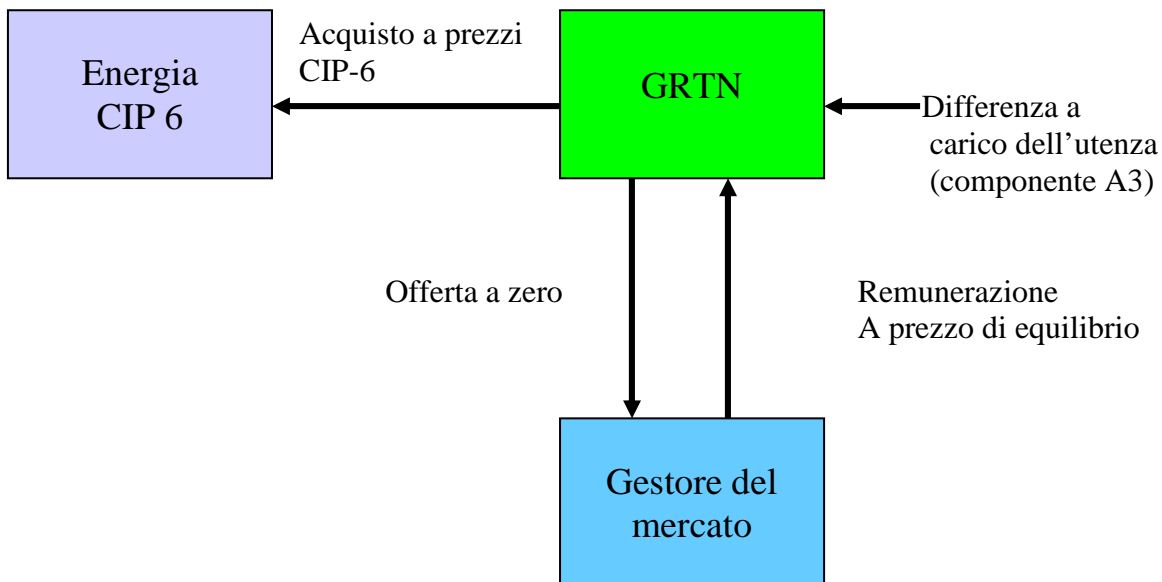 Energia
CIP 6
Acquisto a prezzi
CIP-6
GRTN
Differenza a
carico dell’utenza
(componente A3)
Offerta a zero
Remunerazione
A prezzo di equilibrio
Gestore del
mercato